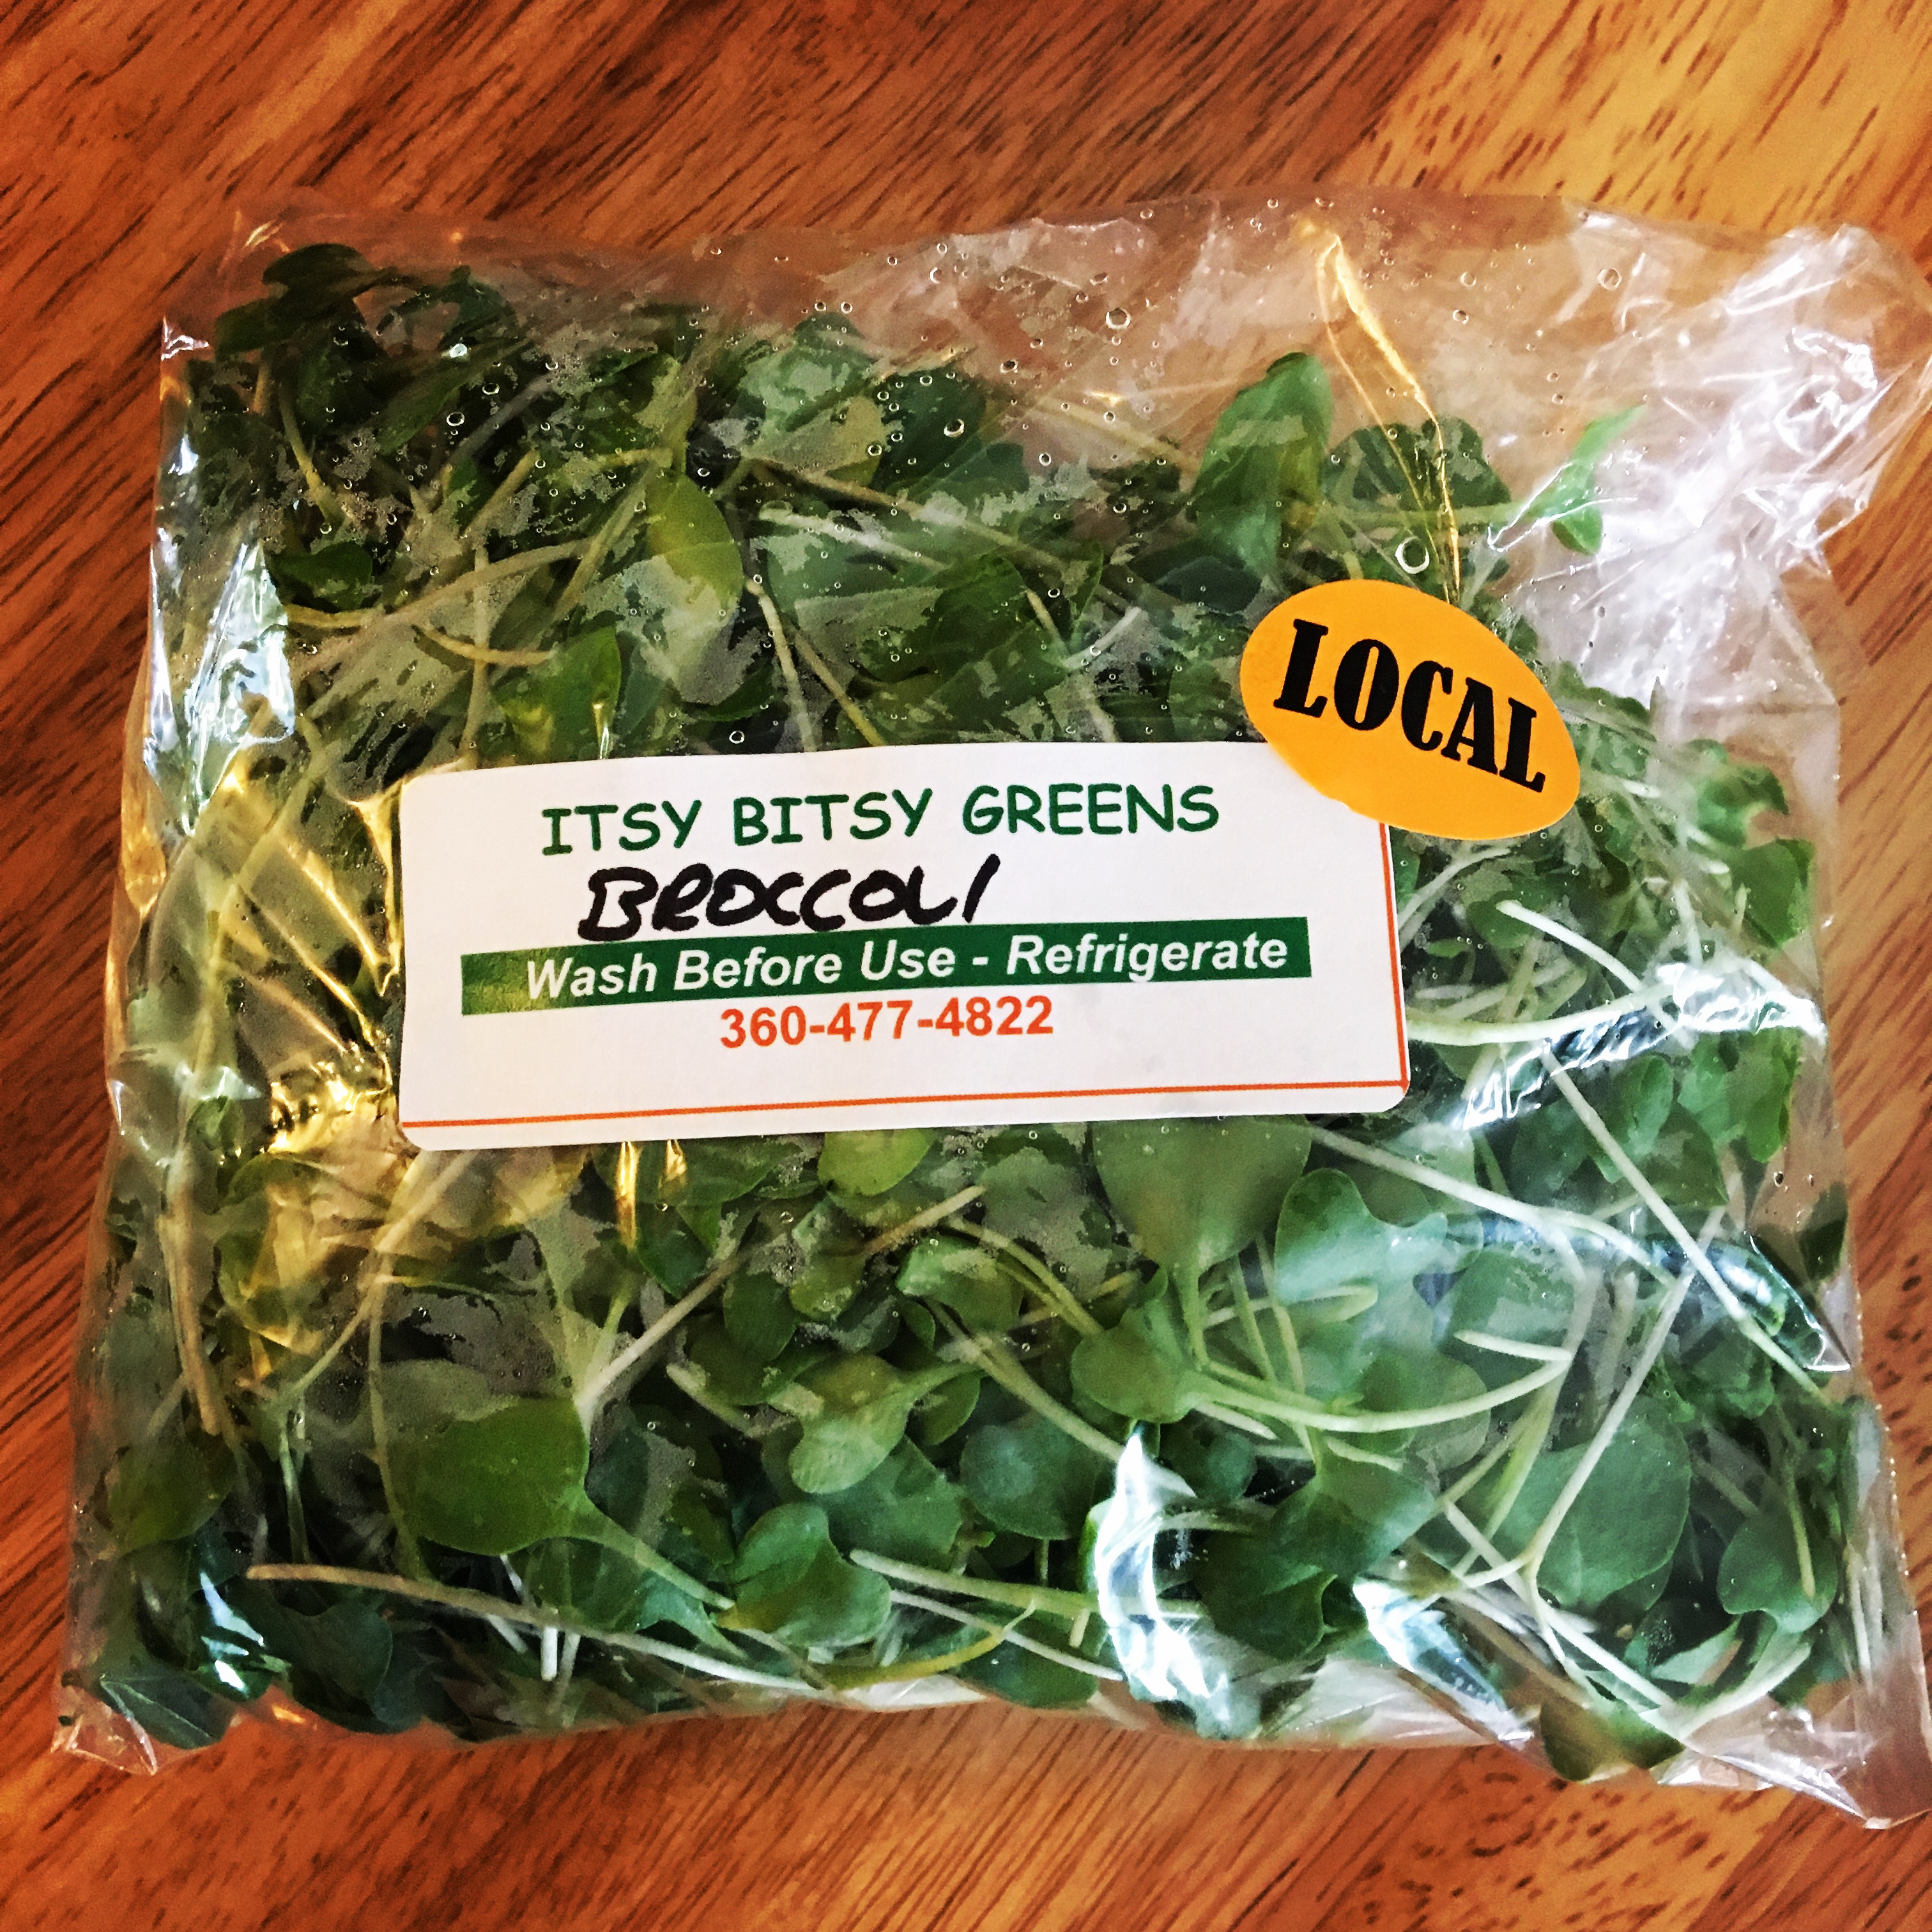 LOCAL
ITSY BITSY GREENS
BROCCOLI
Wash Before Use - Refrigerate
360-477-4822